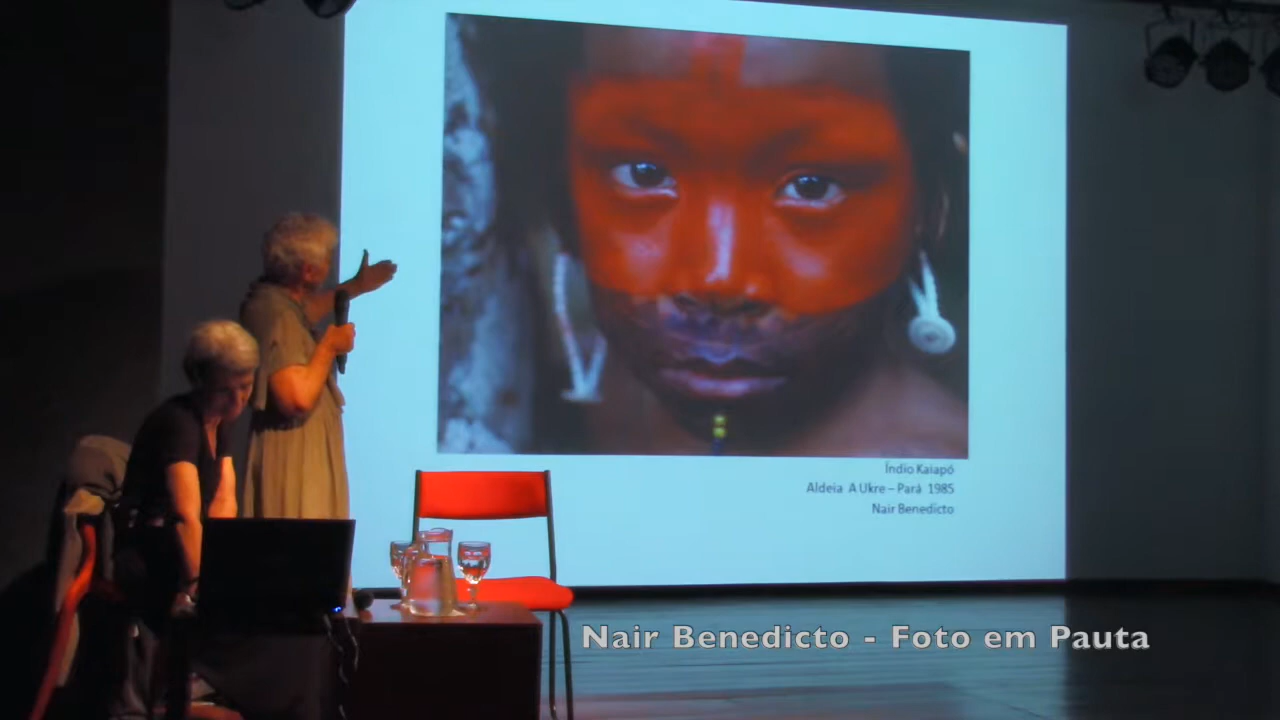 Índio Kaiapó
Aldeia A Ukre – Pará 1985
Nair Benedicto
Nair Benedicto - Foto em Pauta